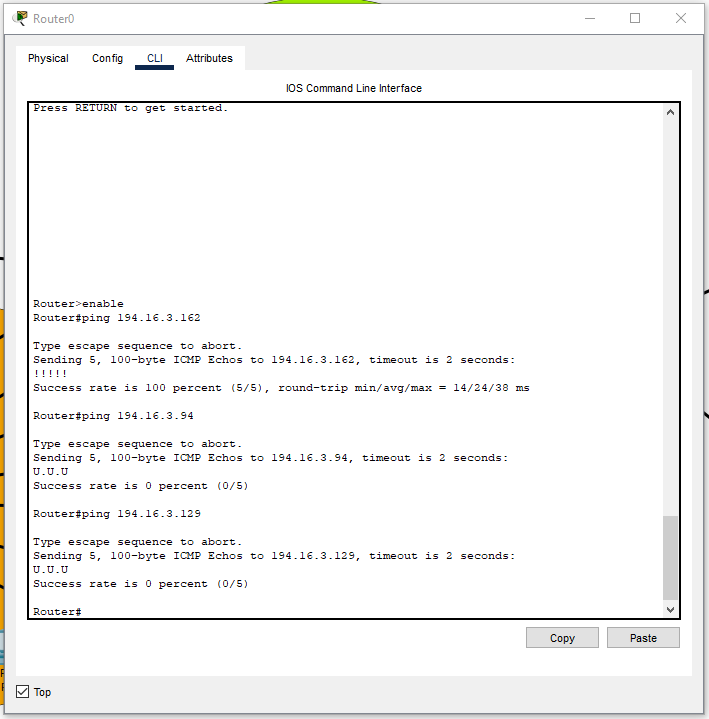 Router0
Physical Config CLI Attributes
IOS Command Line Interface
Press RETURN to get started.
Router>enable
Router#ping 194.16.3.162
Type escape sequence to abort.
Sending 5, 100-byte ICMP Echos to 194.16.3.162, timeout is 2 seconds:
!!!!!
Success rate is 100 percent (5/5), round-trip min/avg/max = 14/24/38 ms
Router#ping 194.16.3.94
Type escape sequence to abort.
Sending 5, 100-byte ICMP Echos to 194.16.3.94, timeout is 2 seconds:
U.U.U
Success rate is 0 percent (0/5)
Router#ping 194.16.3.129
Type escape sequence to abort.
Sending 5, 100-byte ICMP Echos to 194.16.3.129, timeout is 2 seconds:
U.U.U
Success rate is 0 percent (0/5)
Router#
Copy Paste
Top